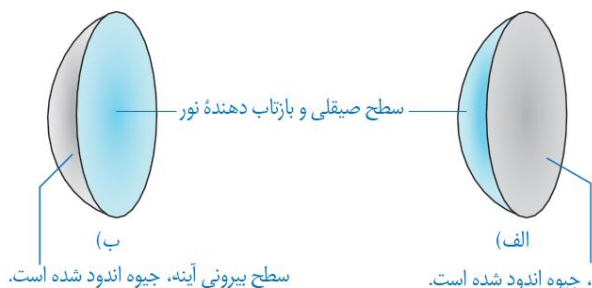 سطح صیقلی و بازتاب دهندهٔ نور
الف)
ب)
، جیوه اندود شده است.
سطح بیرونی آینه، جیوه اندود شده است.